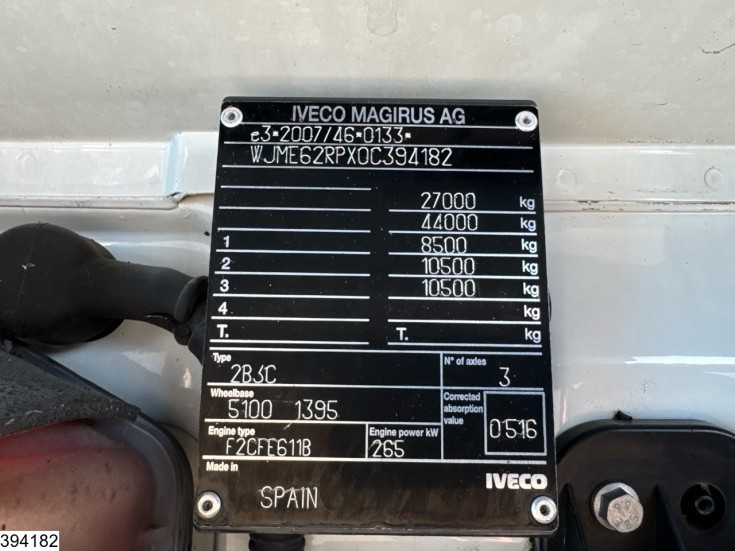 IVECO MAGIRUS AG
e3*2007/46*0133*
WJME62RPX0C394182
27000 kg
44000 kg
1 8500 kg
2 10500 kg
3 10500 kg
4 kg
T. T. kg
Type
2B3C
N° of axles
3
Wheelbase
5100 1395
Corrected
absorption
value
0516
Engine type
F2CFE611B
Engine power kW
265
Made in
SPAIN
IVECO
394182